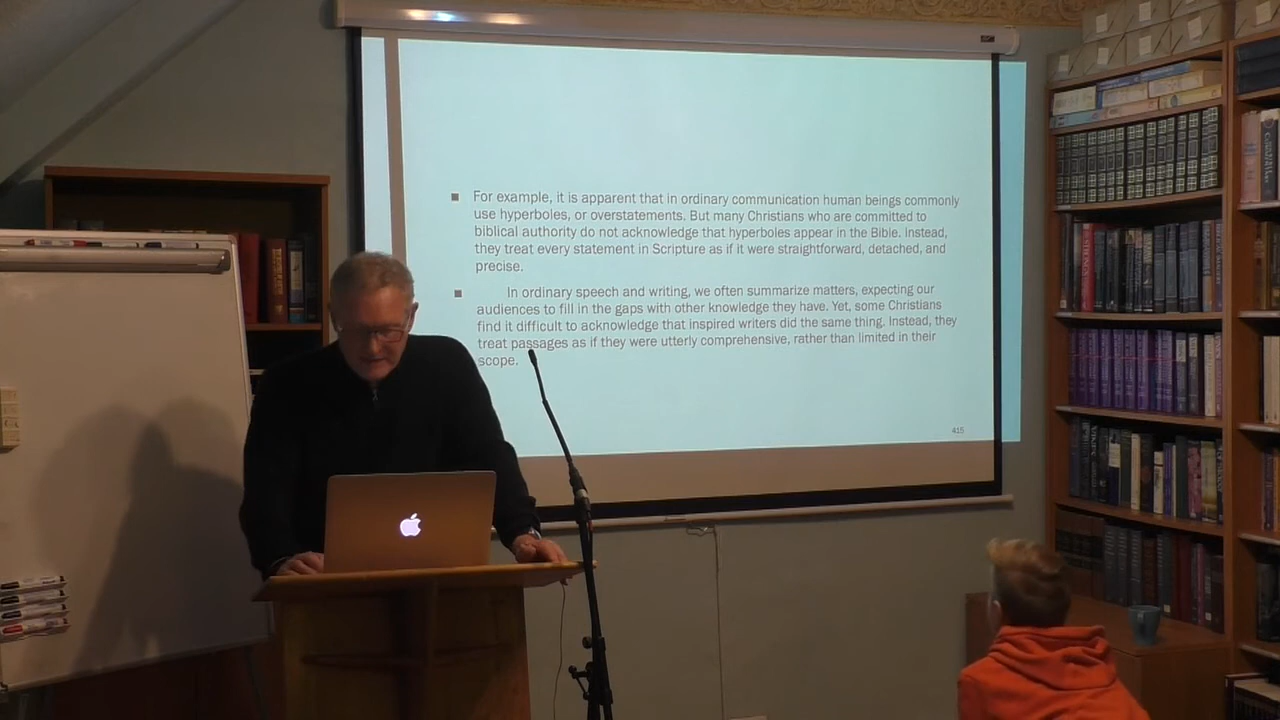 For example, it is apparent that in ordinary communication human beings commonly
use hyperboles, or overstatements. But many Christians who are committed to
biblical authority do not acknowledge that hyperboles appear in the Bible. Instead,
they treat every statement in Scripture as if it were straightforward, detached, and
precise.
In ordinary speech and writing, we often summarize matters, expecting our
audiences to fill in the gaps with other knowledge they have. Yet, some Christians
find it difficult to acknowledge that inspired writers did the same thing. Instead, they
treat passages as if they were utterly comprehensive, rather than limited in their
scope.
415